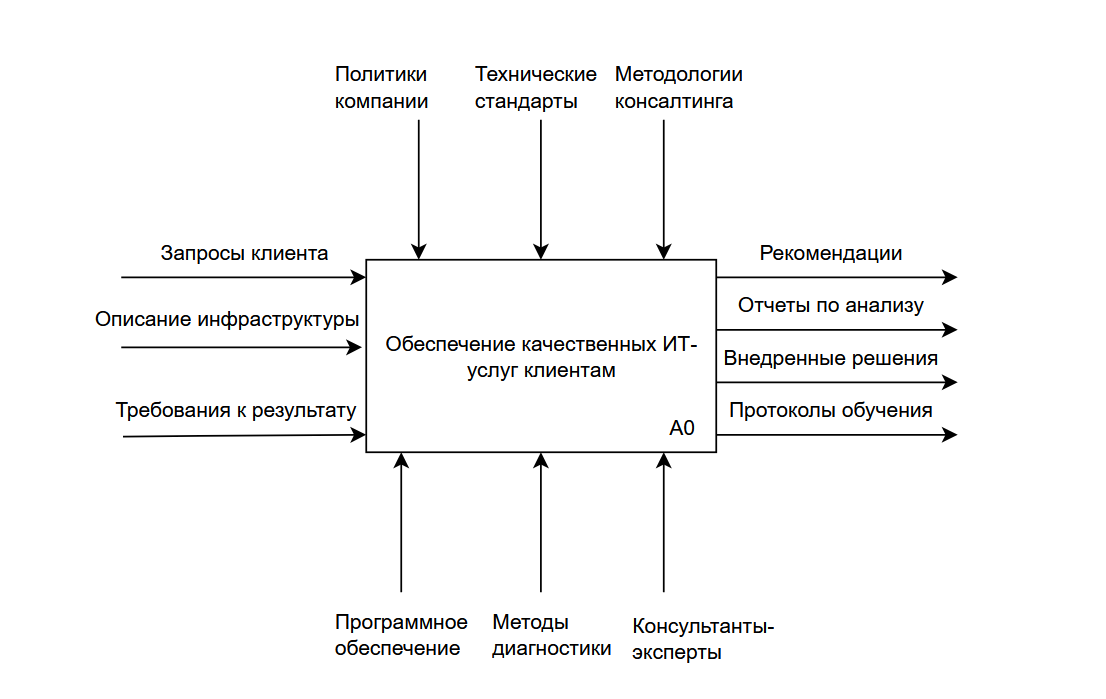 Политики
компании
Технические
стандарты
Методологии
консалтинга
Запросы клиента
Описание инфраструктуры
Требования к результату
Обеспечение качественных ИТ-
услуг клиентам
A0
Рекомендации
Отчеты по анализу
Внедренные решения
Протоколы обучения
Программное
обеспечение
Методы
диагностики
Консультанты-
эксперты